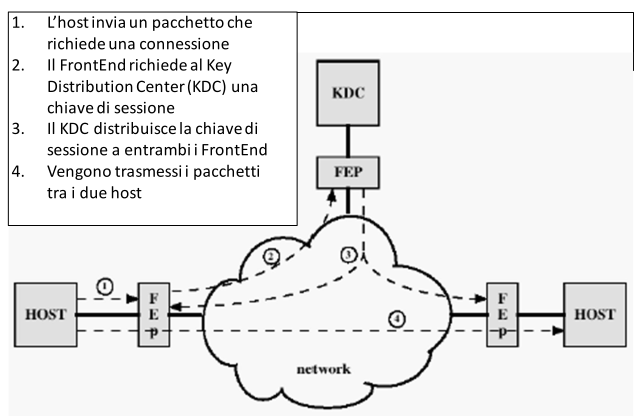 1. L'host invia un pacchetto che
richiede una connessione
2. Il FrontEnd richiede al Key
Distribution Center (KDC) una
chiave di sessione
3. Il KDC distribuisce la chiave di
sessione a entrambi i FrontEnd
4. Vengono trasmessi i pacchetti
tra i due host
KDC
FEP
2
3
1
HOST
F
E
p
4
F
E
p
HOST
network